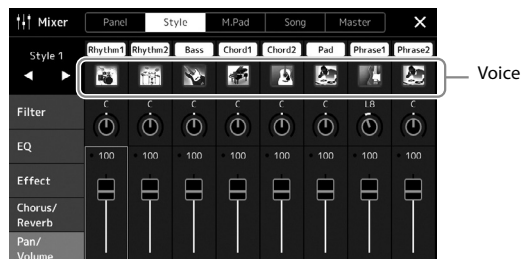 Mixer
Panel Style M.Pad Song Master ×
Style 1
Rhythm1 Rhythm2 Bass Chord1 Chord2 Pad Phrase1 Phrase2
Voice
Filter
C C C C C C L8 C
EQ
100 100 100 100 100 100 100 100
Effect
Chorus/
Reverb
Pan/
Volume